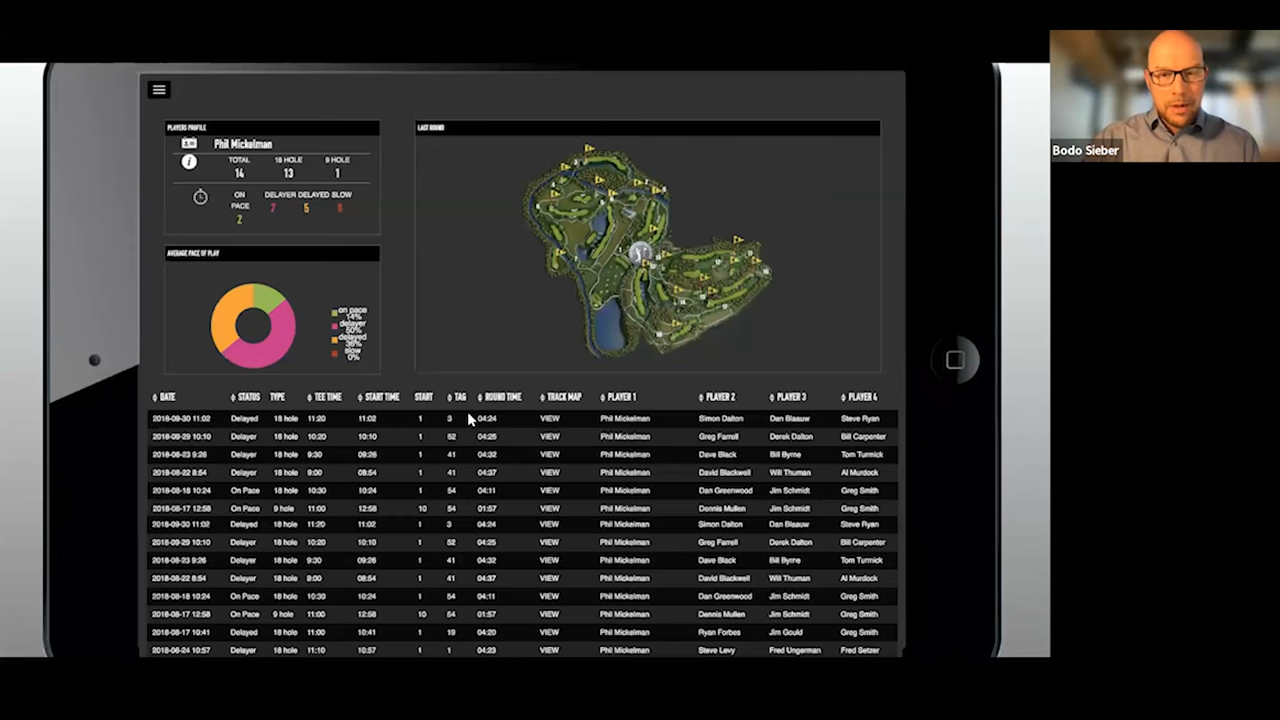 PLAYERS PROFILE
Phil Mickelman
TOTAL 18 HOLE 9 HOLE
14 13 1
ON PACE DELAYER DELAYED SLOW
2 7 5 0
AVERAGE PACE OF PLAY
on pace
14%
delayer
50%
delayed
36%
slow
0%
LAST ROUND
Bodo Sieber
DATE STATUS TYPE TEE TIME START TIME START TAG ROUND TIME TRACK MAP PLAYER 1 PLAYER 2 PLAYER 3 PLAYER 4
2018-09-30 11:02 Delayed 18 hole 11:20 11:02 1 3 04:24 VIEW Phil Mickelman Simon Dalton Dan Blaauw Steve Ryan
2018-09-29 10:10 Delayer 18 hole 10:20 10:10 1 52 04:25 VIEW Phil Mickelman Greg Farrell Derek Dalton Bill Carpenter
2018-08-23 9:26 Delayer 18 hole 9:30 09:26 1 41 04:32 VIEW Phil Mickelman Dave Black Bill Byrne Tom Turmick
2018-08-22 8:54 Delayer 18 hole 9:00 08:54 1 41 04:37 VIEW Phil Mickelman David Blackwell Will Thuman Al Murdock
2018-08-18 10:24 On Pace 18 hole 10:30 10:24 1 54 04:11 VIEW Phil Mickelman Dan Greenwood Jim Schmidt Greg Smith
2018-08-17 12:58 On Pace 9 hole 11:00 12:58 10 54 01:57 VIEW Phil Mickelman Dennis Mullen Jim Schmidt Greg Smith
2018-09-30 11:02 Delayed 18 hole 11:20 11:02 1 3 04:24 VIEW Phil Mickelman Simon Dalton Dan Blaauw Steve Ryan
2018-09-29 10:10 Delayer 18 hole 10:20 10:10 1 52 04:25 VIEW Phil Mickelman Greg Farrell Derek Dalton Bill Carpenter
2018-08-23 9:26 Delayer 18 hole 9:30 09:26 1 41 04:32 VIEW Phil Mickelman Dave Black Bill Byrne Tom Turmick
2018-08-22 8:54 Delayer 18 hole 9:00 08:54 1 41 04:37 VIEW Phil Mickelman David Blackwell Will Thuman Al Murdock
2018-08-18 10:24 On Pace 18 hole 10:30 10:24 1 54 04:11 VIEW Phil Mickelman Dan Greenwood Jim Schmidt Greg Smith
2018-08-17 12:58 On Pace 9 hole 11:00 12:58 10 54 01:57 VIEW Phil Mickelman Dennis Mullen Jim Schmidt Greg Smith
2018-08-17 10:41 Delayed 18 hole 11:00 10:41 1 19 04:20 VIEW Phil Mickelman Ryan Forbes Jim Gould Greg Smith
2018-06-24 10:57 Delayer 18 hole 11:10 10:57 1 1 04:23 VIEW Phil Mickelman Steve Levy Fred Ungerman Fred Setzer